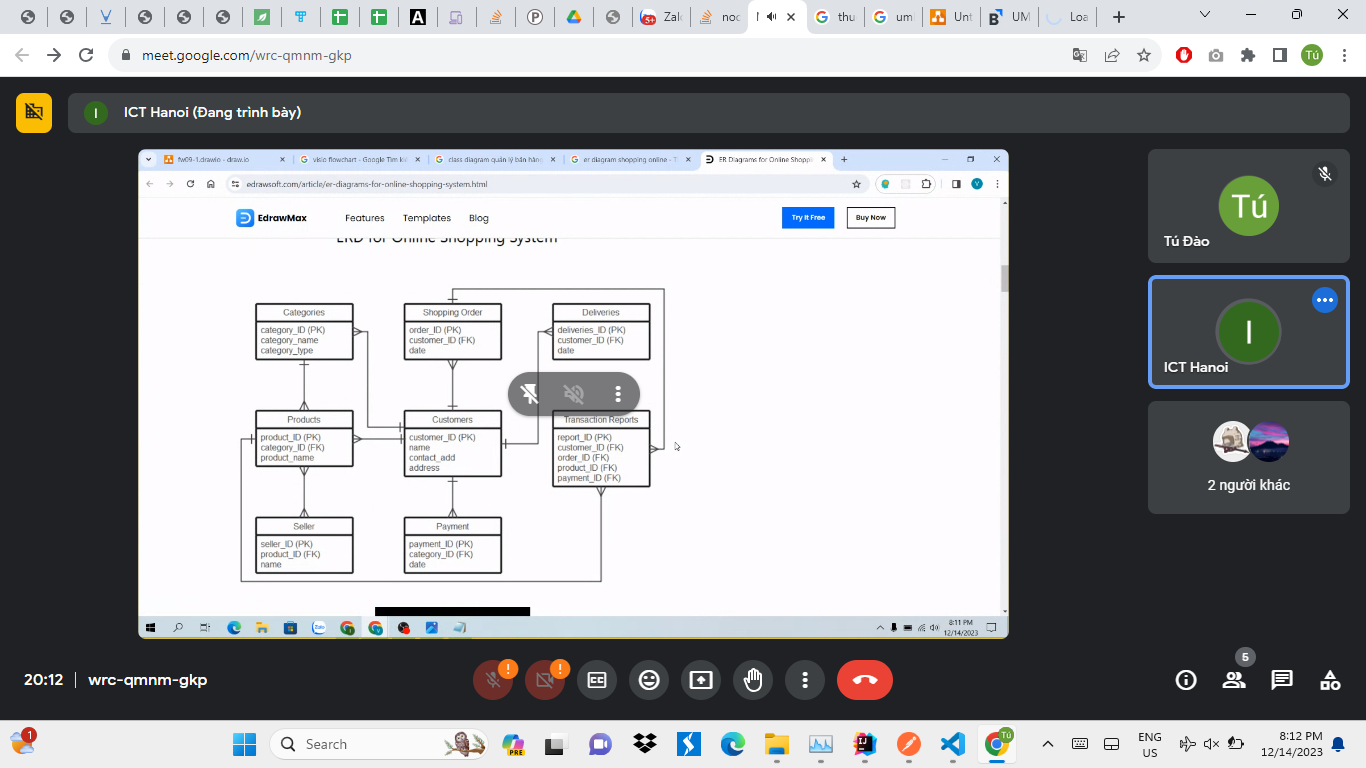 Zalo
noc
thu
um
Unt
UM
Loa
meet.google.com/wrc-qmnm-gkp
Tú
I
ICT Hanoi (Đang trình bày)
fw09-1.drawio - draw.io
visio flowchart - Google Tìm ki
class diagram quản lý bán hàng
er diagram shopping online - T
ER Diagrams for Online Shoppi
edrawsoft.com/article/er-diagrams-for-online-shopping-system.html
EdrawMax
Features
Templates
Blog
Try It Free
Buy Now
ERD for Online Shopping System
Categories
category_ID (PK)
category_name
category_type
Shopping Order
order_ID (PK)
customer_ID (FK)
date
Deliveries
deliveries_ID (PK)
customer_ID (FK)
date
Products
product_ID (PK)
category_ID (FK)
product_name
Customers
customer_ID (PK)
name
contact_add
address
Transaction Reports
report_ID (PK)
customer_ID (FK)
order_ID (FK)
product_ID (FK)
payment_ID (FK)
Seller
seller_ID (PK)
product_ID (FK)
name
Payment
payment_ID (PK)
category_ID (FK)
date
8:11 PM
12/14/2023
Tú
Tú Đào
I
ICT Hanoi
2 người khác
20:12
wrc-qmnm-gkp
5
1
Search
PRE
ENG
US
8:12 PM
12/14/2023